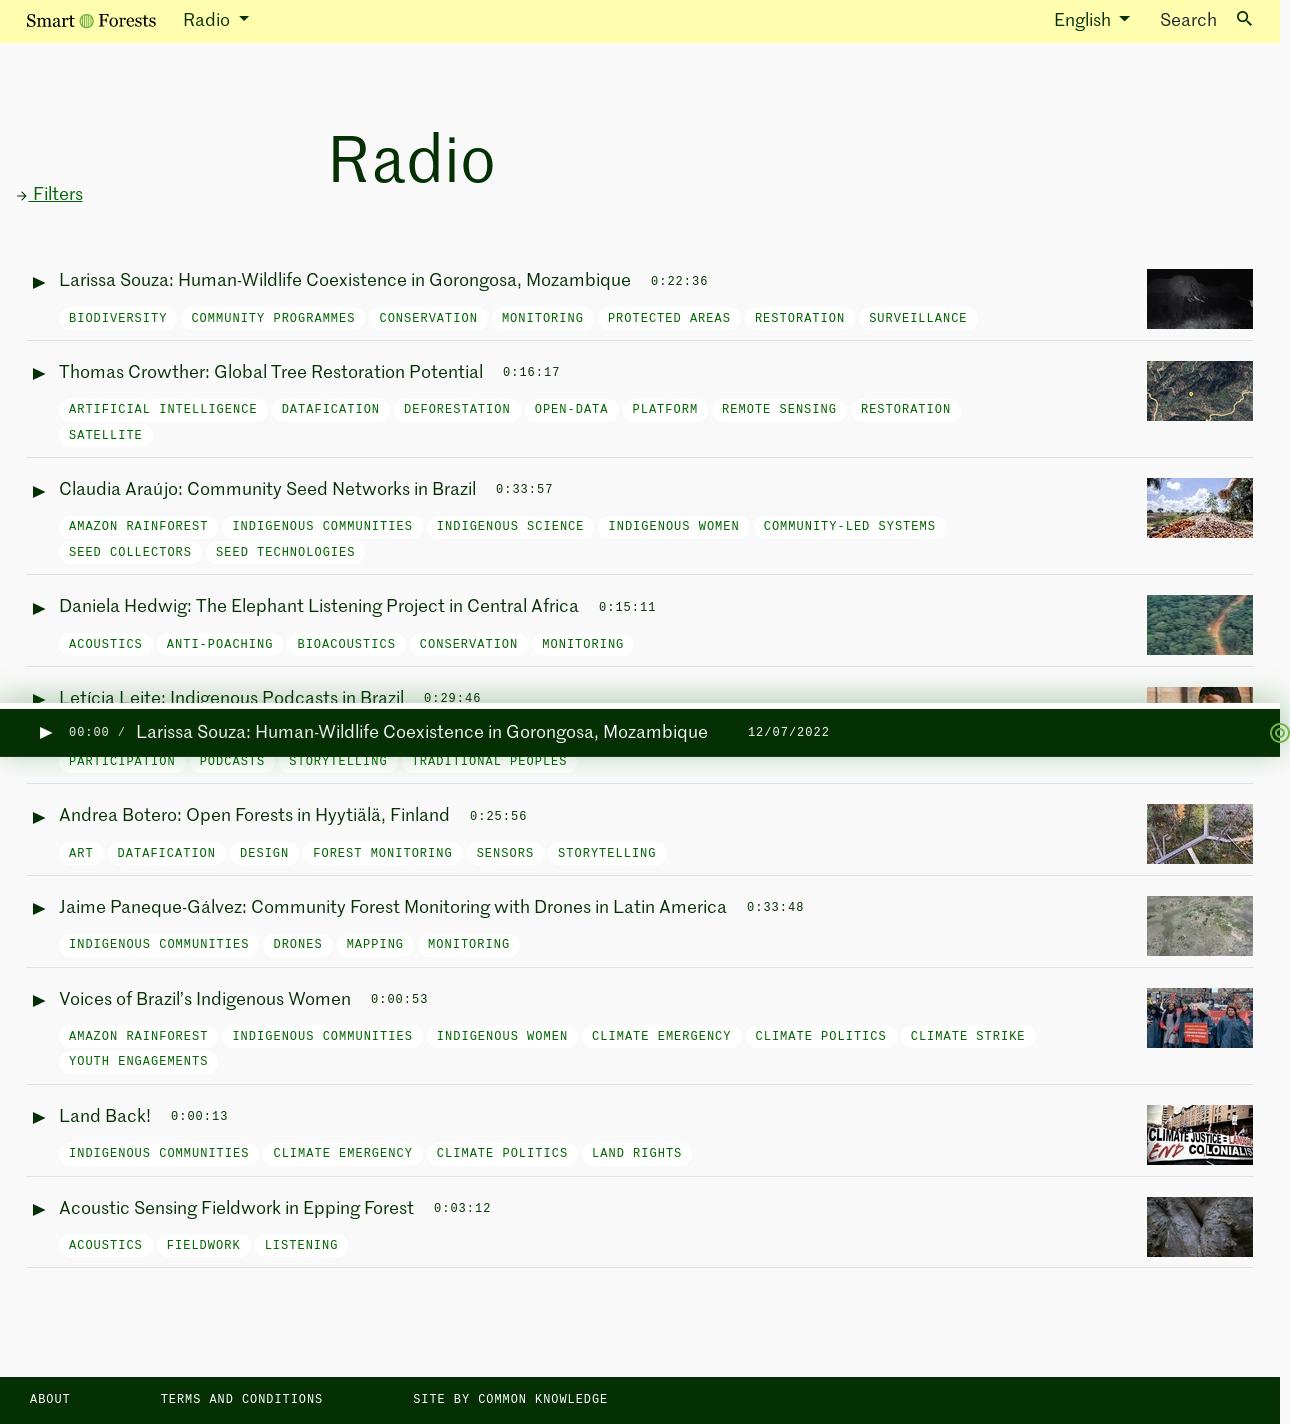 Smart Forests Radio English Search
Radio
Filters
Larissa Souza: Human-Wildlife Coexistence in Gorongosa, Mozambique 0:22:36
BIODIVERSITY COMMUNITY PROGRAMMES CONSERVATION MONITORING PROTECTED AREAS RESTORATION SURVEILLANCE
Thomas Crowther: Global Tree Restoration Potential 0:16:17
ARTIFICIAL INTELLIGENCE DATAFICATION DEFORESTATION OPEN-DATA PLATFORM REMOTE SENSING RESTORATION
SATELLITE
Claudia Araújo: Community Seed Networks in Brazil 0:33:57
AMAZON RAINFOREST INDIGENOUS COMMUNITIES INDIGENOUS SCIENCE INDIGENOUS WOMEN COMMUNITY-LED SYSTEMS
SEED COLLECTORS SEED TECHNOLOGIES
Daniela Hedwig: The Elephant Listening Project in Central Africa 0:15:11
ACOUSTICS ANTI-POACHING BIOACOUSTICS CONSERVATION MONITORING
Letícia Leite: Indigenous Podcasts in Brazil 0:29:46
00:00 / Larissa Souza: Human-Wildlife Coexistence in Gorongosa, Mozambique 12/07/2022
PARTICIPATION PODCASTS STORYTELLING TRADITIONAL PEOPLES
Andrea Botero: Open Forests in Hyytiälä, Finland 0:25:56
ART DATAFICATION DESIGN FOREST MONITORING SENSORS STORYTELLING
Jaime Paneque-Gálvez: Community Forest Monitoring with Drones in Latin America 0:33:48
INDIGENOUS COMMUNITIES DRONES MAPPING MONITORING
Voices of Brazil’s Indigenous Women 0:00:53
AMAZON RAINFOREST INDIGENOUS COMMUNITIES INDIGENOUS WOMEN CLIMATE EMERGENCY CLIMATE POLITICS CLIMATE STRIKE
YOUTH ENGAGEMENTS
Land Back! 0:00:13
CLIMATE JUSTICE =
END COLONIALIS
INDIGENOUS COMMUNITIES CLIMATE EMERGENCY CLIMATE POLITICS LAND RIGHTS
Acoustic Sensing Fieldwork in Epping Forest 0:03:12
ACOUSTICS FIELDWORK LISTENING
ABOUT TERMS AND CONDITIONS SITE BY COMMON KNOWLEDGE